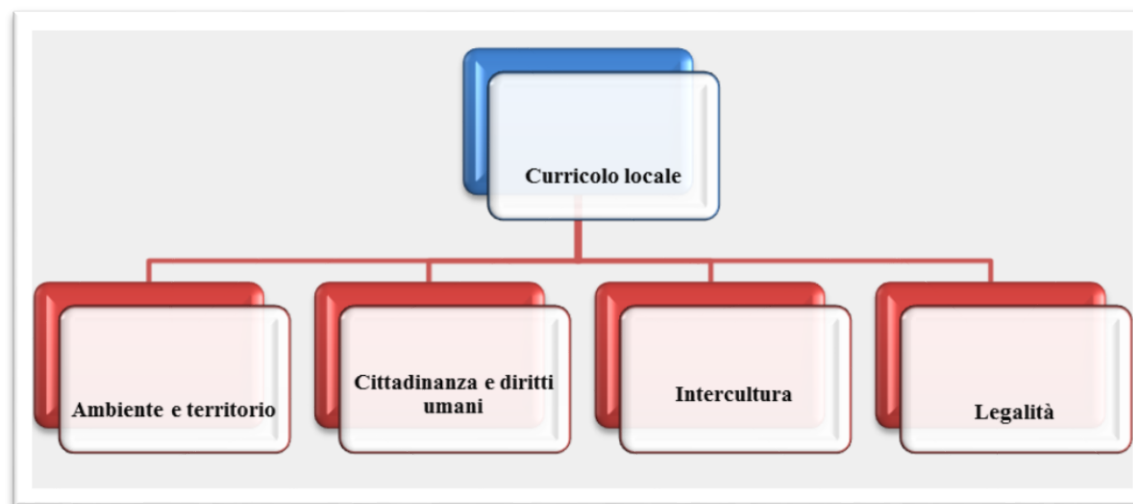 Curricolo locale
Ambiente e territorio
Cittadinanza e diritti
umani
Intercultura
Legalità